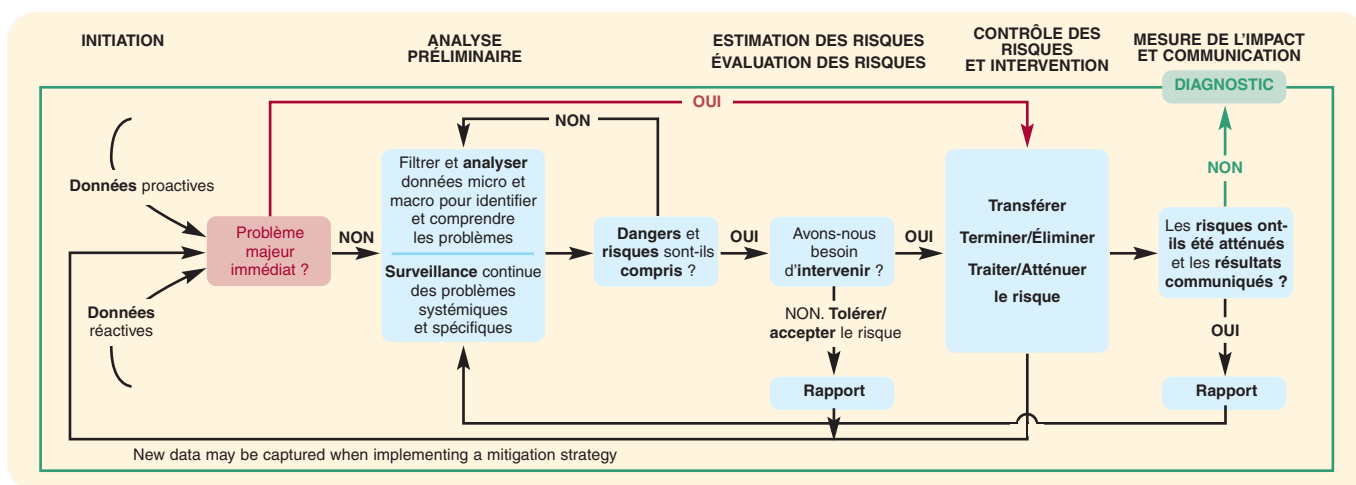 INITIATION
ANALYSE
PRÉLIMINAIRE
ESTIMATION DES RISQUES
ÉVALUATION DES RISQUES
CONTRÔLE DES
RISQUES
ET INTERVENTION
MESURE DE L'IMPACT
ET COMMUNICATION
DIAGNOSTIC
OUI
NON
Données proactives
Données
réactives
Problème
majeur
immédiat ?
NON
Filtrer et analyser
données micro et
macro pour identifier
et comprendre
les problèmes
Surveillance continue
des problèmes
systémiques
et spécifiques
Dangers et
risques sont-ils
compris ?
OUI
Avons-nous
besoin
d'intervenir ?
OUI
NON. Tolérer/
accepter le risque
Rapport
Transférer
Terminer/Éliminer
Traiter/Atténuer
le risque
NON
Les risques ont-
ils été atténués
et les résultats
communiqués ?
OUI
Rapport
New data may be captured when implementing a mitigation strategy